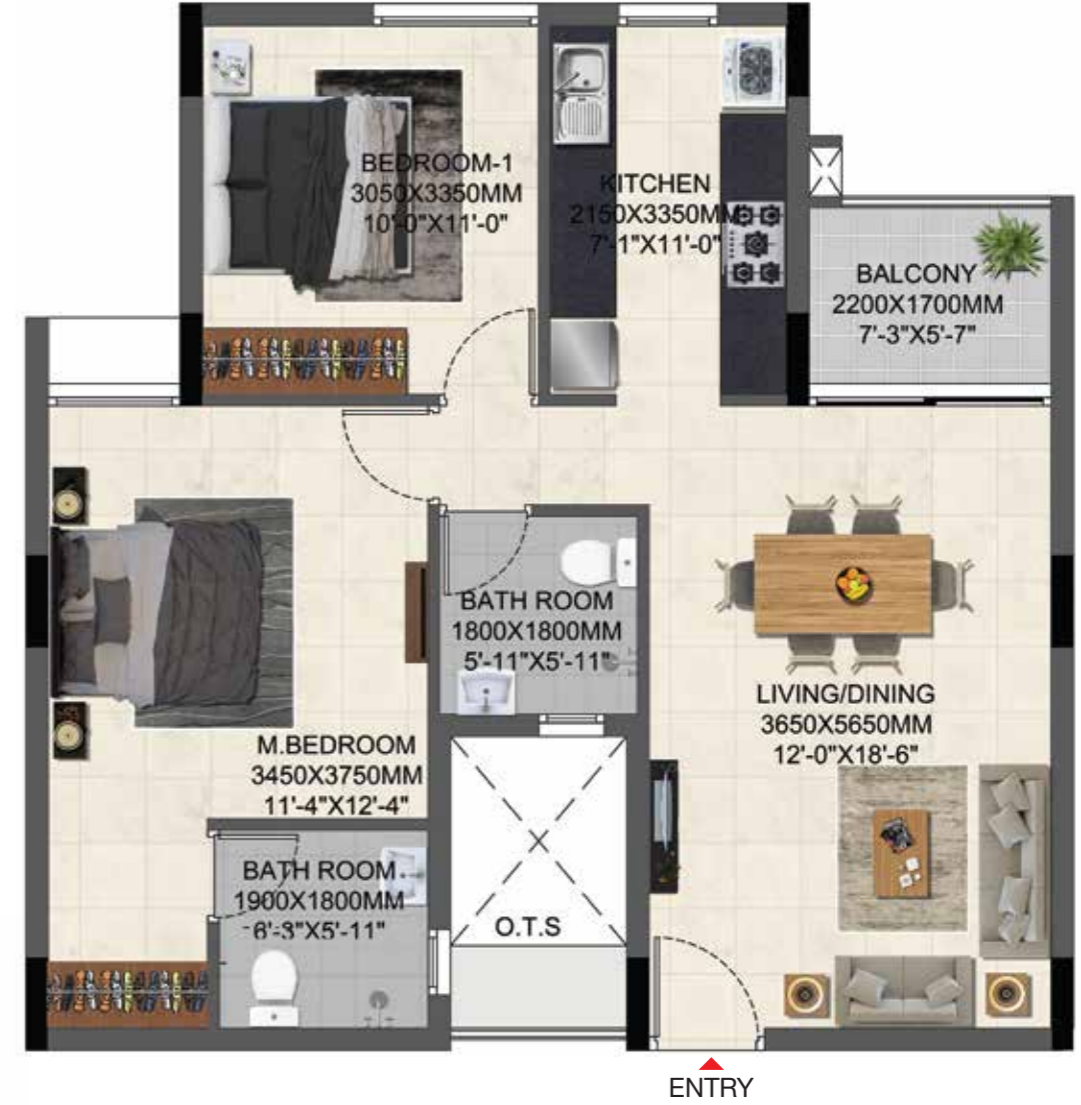 BEDROOM-1
3050X3350MM
10'-0"X11'-0"
KITCHEN
2150X3350MM
7'-1"X11'-0"
BALCONY
2200X1700MM
7'-3"X5'-7"
BATH ROOM
1800X1800MM
5'-11"X5'-11"
LIVING/DINING
3650X5650MM
12'-0"X18'-6"
M.BEDROOM
3450X3750MM
11'-4"X12'-4"
BATH ROOM
1900X1800MM
6'-3"X5'-11"
O.T.S
ENTRY